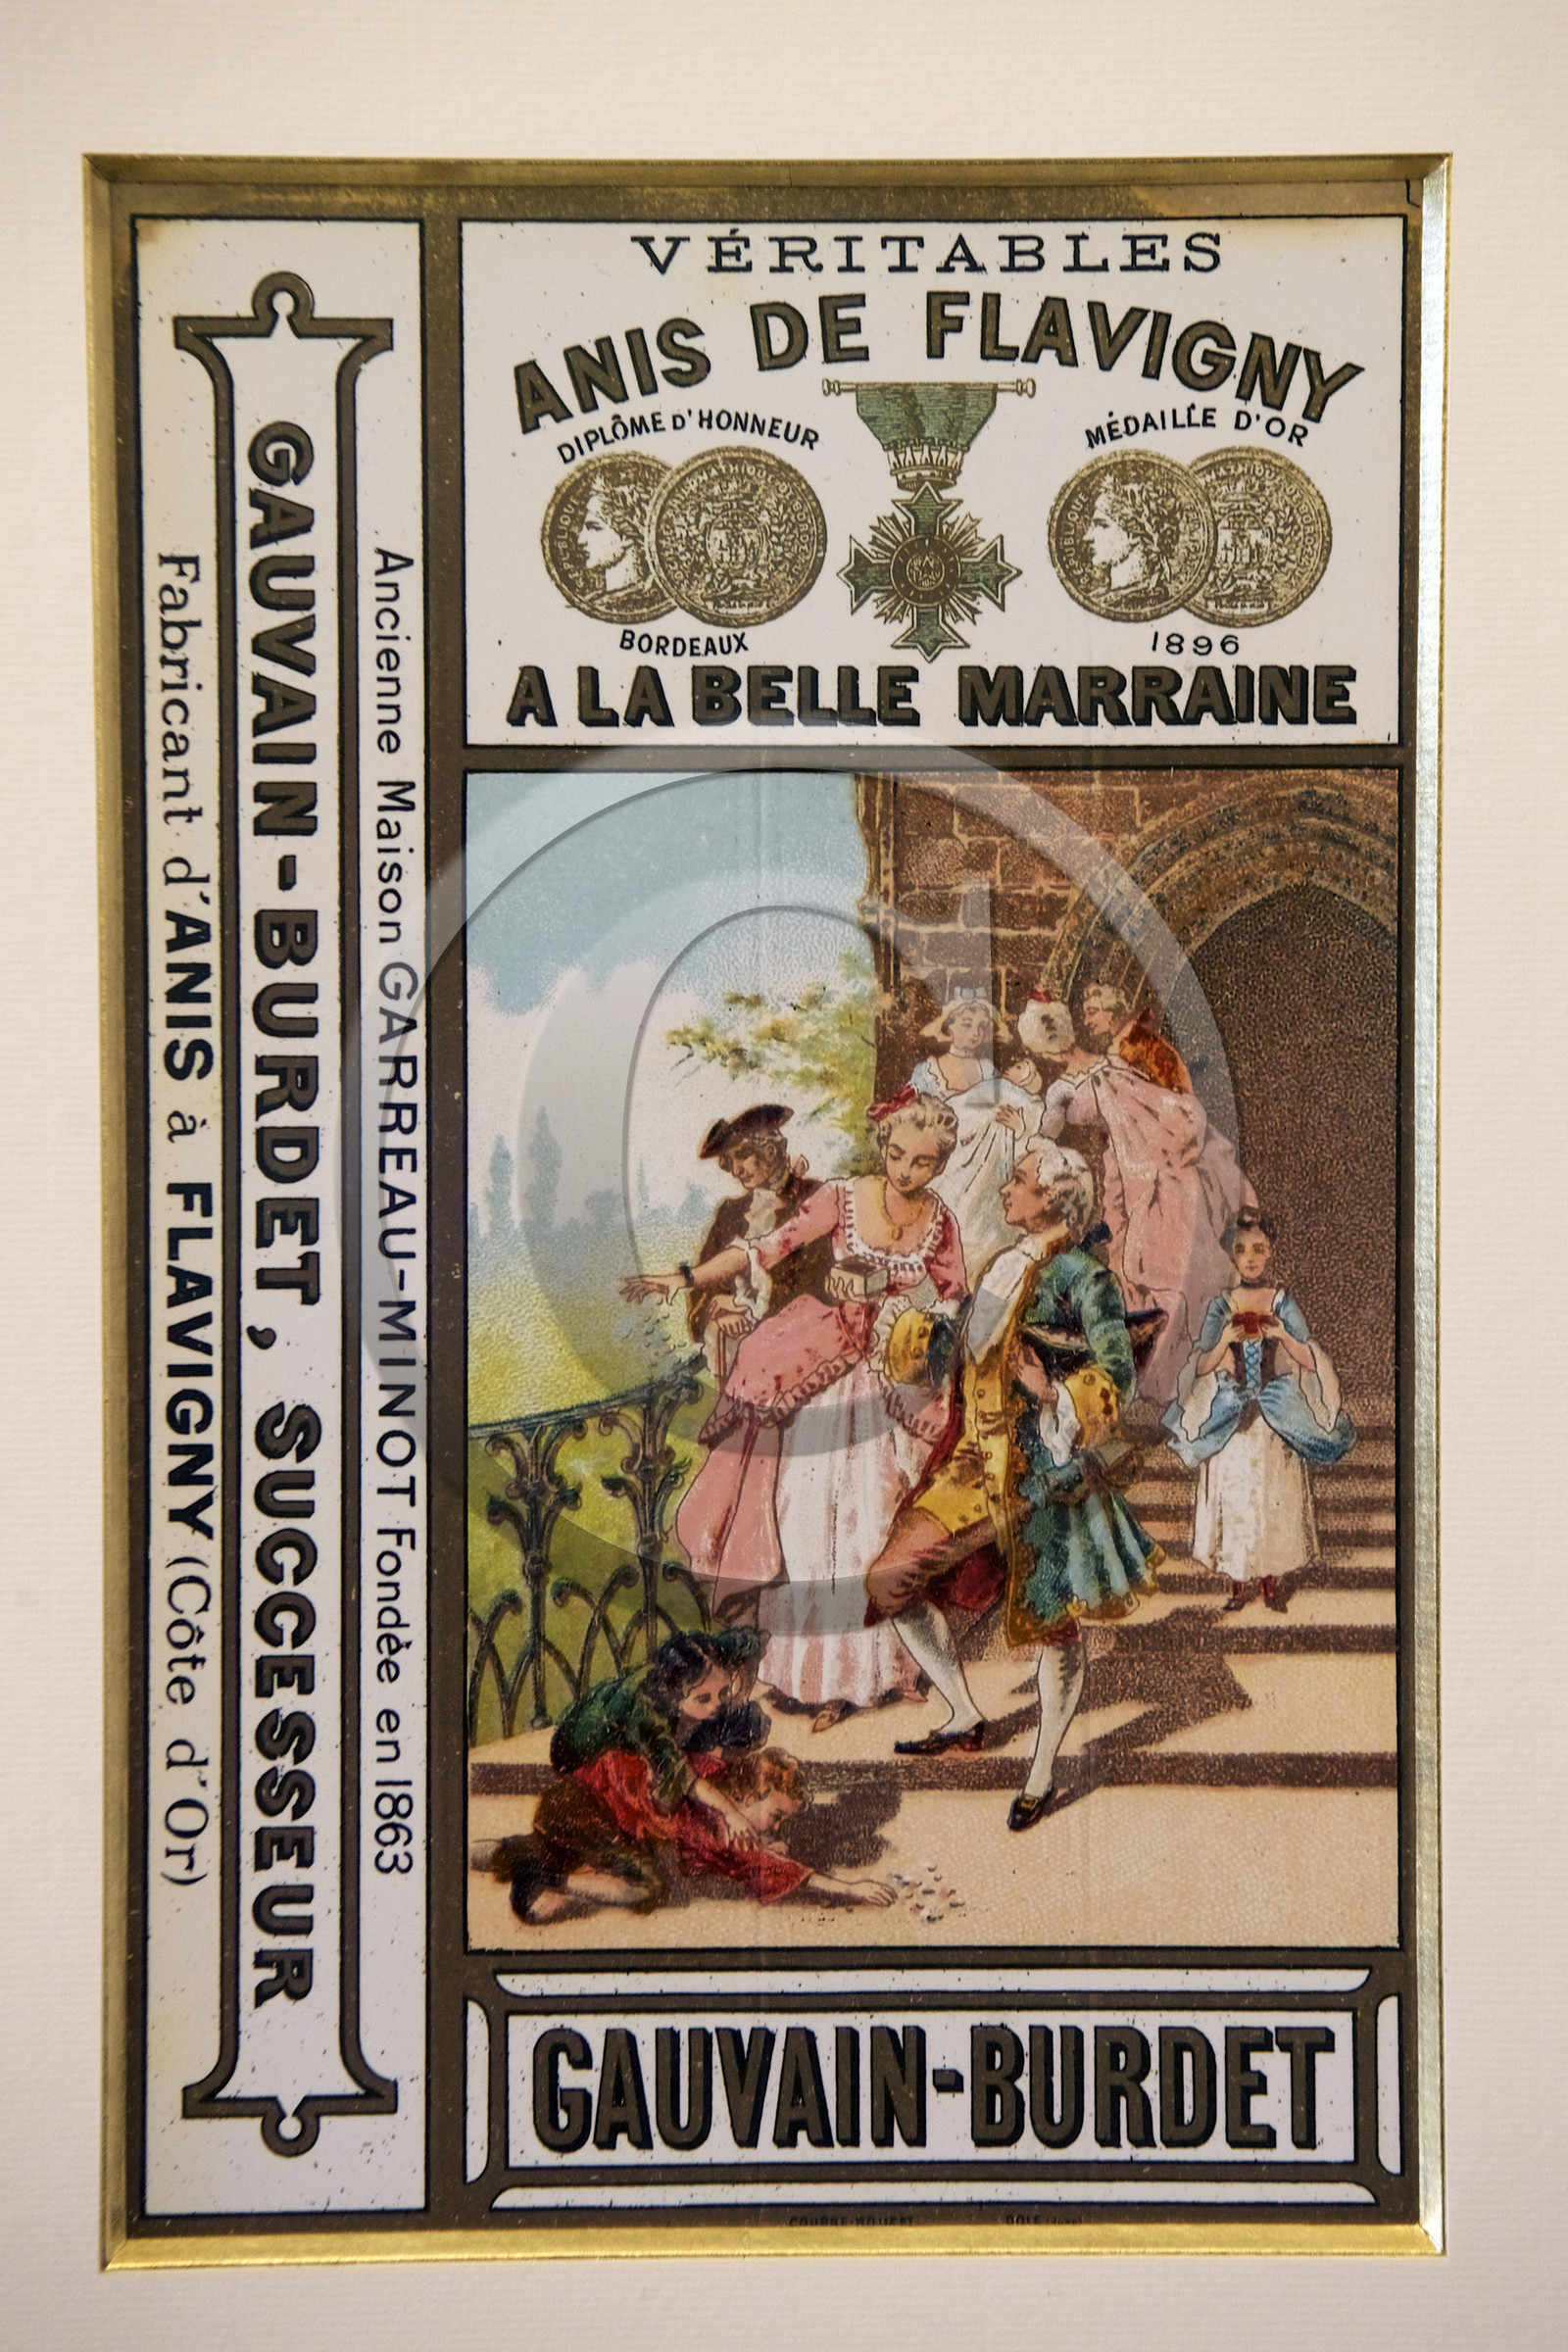 Ancienne Maison GARREAU-MINOT Fondèe en 1863
GAUVAIN-BURDET, SUCCESSEUR
Fabricant d'ANIS à FLAVIGNY (Côte d'Or)
VÉRITABLES
ANIS DE FLAVIGNY
DIPLÔME D'HONNEUR
MÉDAILLE D'OR
BORDEAUX
1896
A LA BELLE MARRAINE
GAUVAIN-BURDET